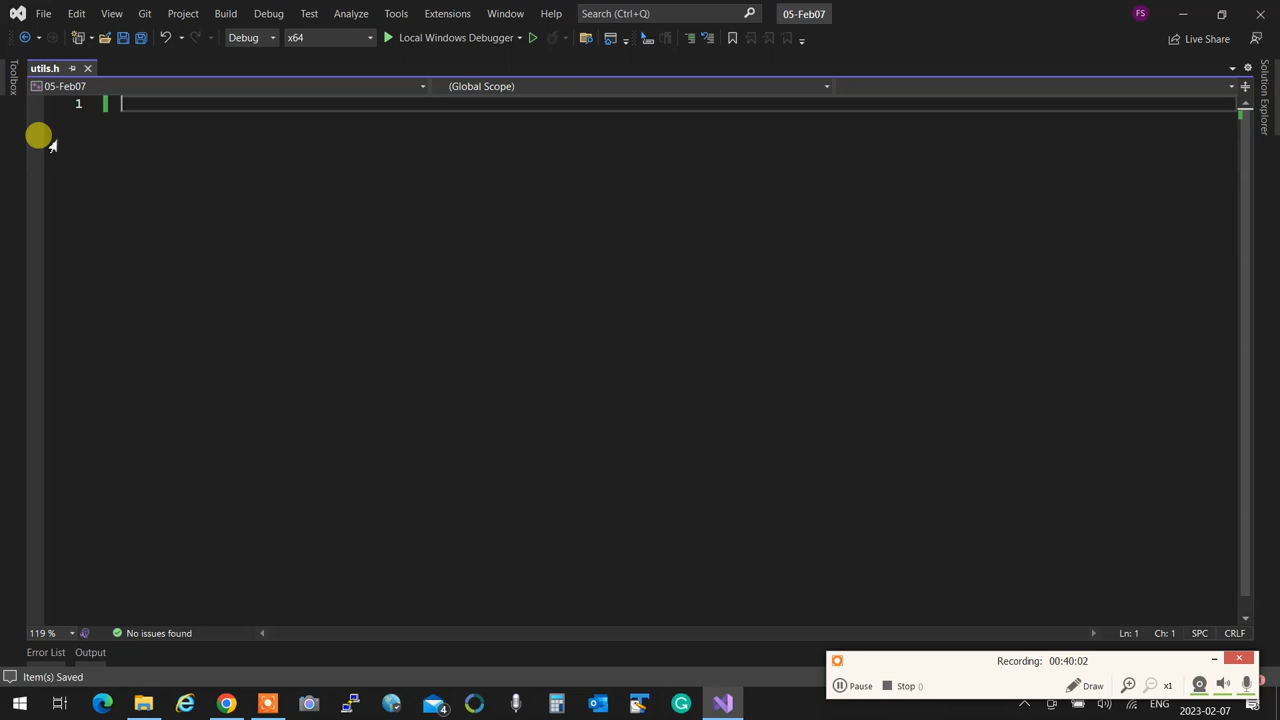 File Edit View Git Project Build Debug Test Analyze Tools Extensions Window Help Search (Ctrl+Q) 05-Feb07 FS
Debug x64 Local Windows Debugger Live Share
Toolbox
utils.h
Solution Explorer
05-Feb07 (Global Scope)
1
119 % No issues found Ln: 1 Ch: 1 SPC CRLF
Error List Output
Recording: 00:40:02
Item(s) Saved
Pause Stop () Draw x1
4
ENG
2023-02-07